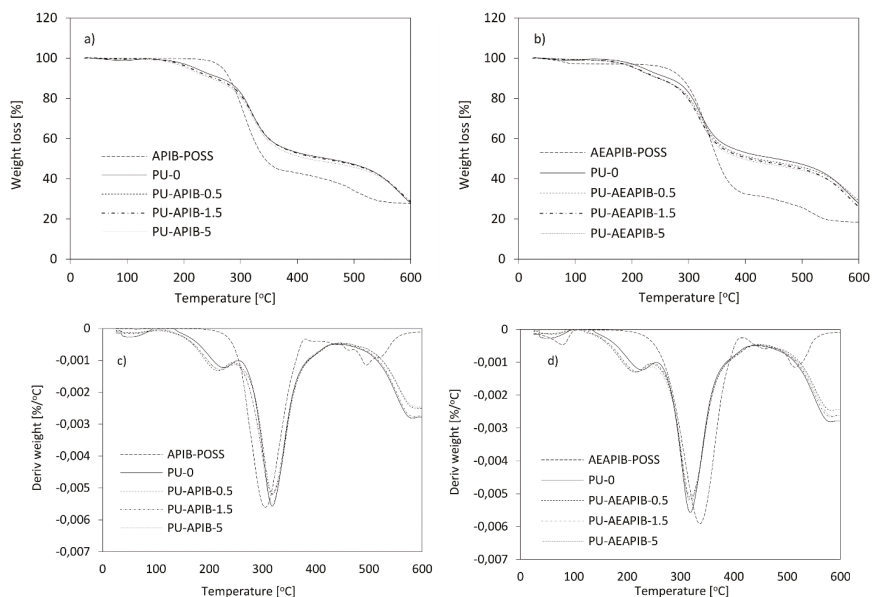 a)
120
100
80
60
40
20
0
Weight loss [%]
APIB-POSS
PU-0
PU-APIB-0.5
PU-APIB-1.5
PU-APIB-5
0 100 200 300 400 500 600
Temperature [°C]
b)
120
100
80
60
40
20
0
Weight loss [%]
AEAPIB-POSS
PU-0
PU-AEAPIB-0.5
PU-AEAPIB-1.5
PU-AEAPIB-5
0 100 200 300 400 500 600
Temperature [°C]
c)
0
-0,001
-0,002
-0,003
-0,004
-0,005
-0,006
-0,007
Deriv weight [%/°C]
APIB-POSS
PU-0
PU-APIB-0.5
PU-APIB-1.5
PU-APIB-5
0 100 200 300 400 500 600
Temperature [°C]
d)
0
-0,001
-0,002
-0,003
-0,004
-0,005
-0,006
-0,007
Deriv weight [%/°C]
AEAPIB-POSS
PU-0
PU-AEAPIB-0.5
PU-AEAPIB-1.5
PU-AEAPIB-5
0 100 200 300 400 500 600
Temperature [°C]